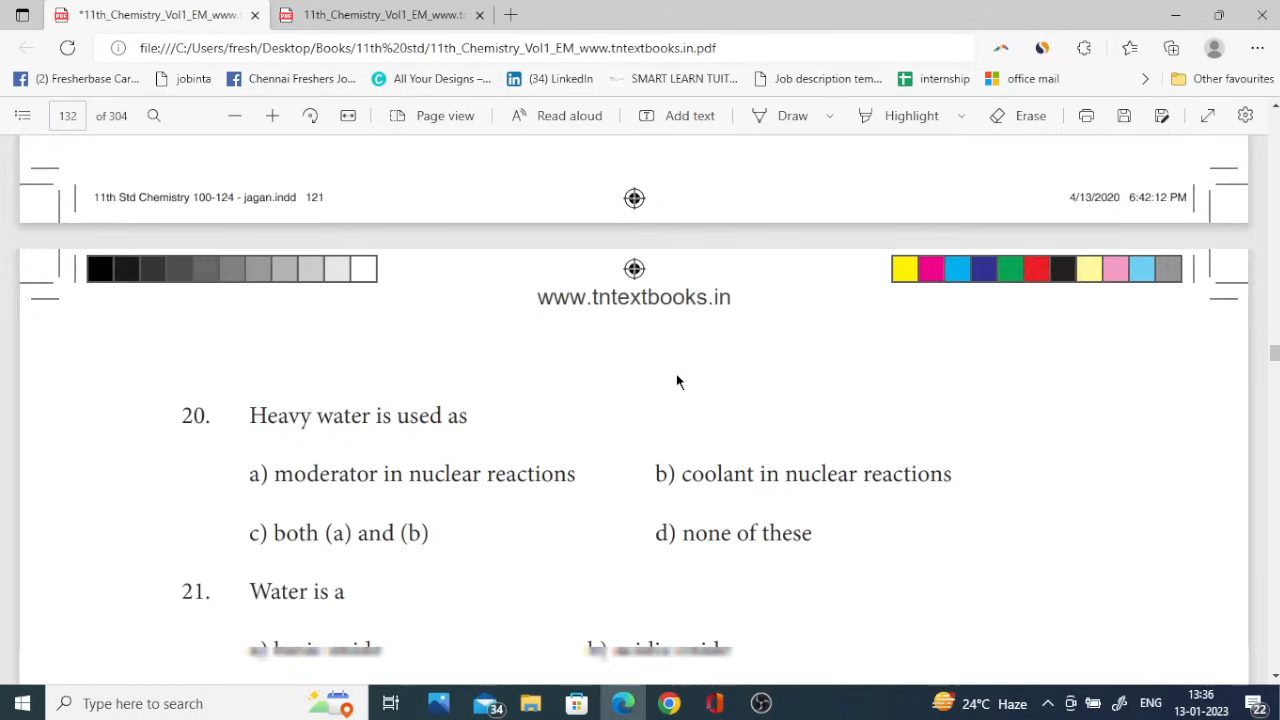 *11th_Chemistry_Vol1_EM_www.t
11th_Chemistry_Vol1_EM_www.t
file:///C:/Users/fresh/Desktop/Books/11th%20std/11th_Chemistry_Vol1_EM_www.tntextbooks.in.pdf
(2) Fresherbase Car...
jobinta
Chennai Freshers Jo...
All Your Designs –...
(34) LinkedIn
SMART LEARN TUIT...
Job description tem...
internship
office mail
Other favourites
132 of 304
Page view
Read aloud
Add text
Draw
Highlight
Erase
11th Std Chemistry 100-124 - jagan.indd 121
4/13/2020 6:42:12 PM
www.tntextbooks.in
20. Heavy water is used as
a) moderator in nuclear reactions b) coolant in nuclear reactions
c) both (a) and (b) d) none of these
21. Water is a
Type here to search
34
24°C Haze
ENG
13:36
13-01-2023
22